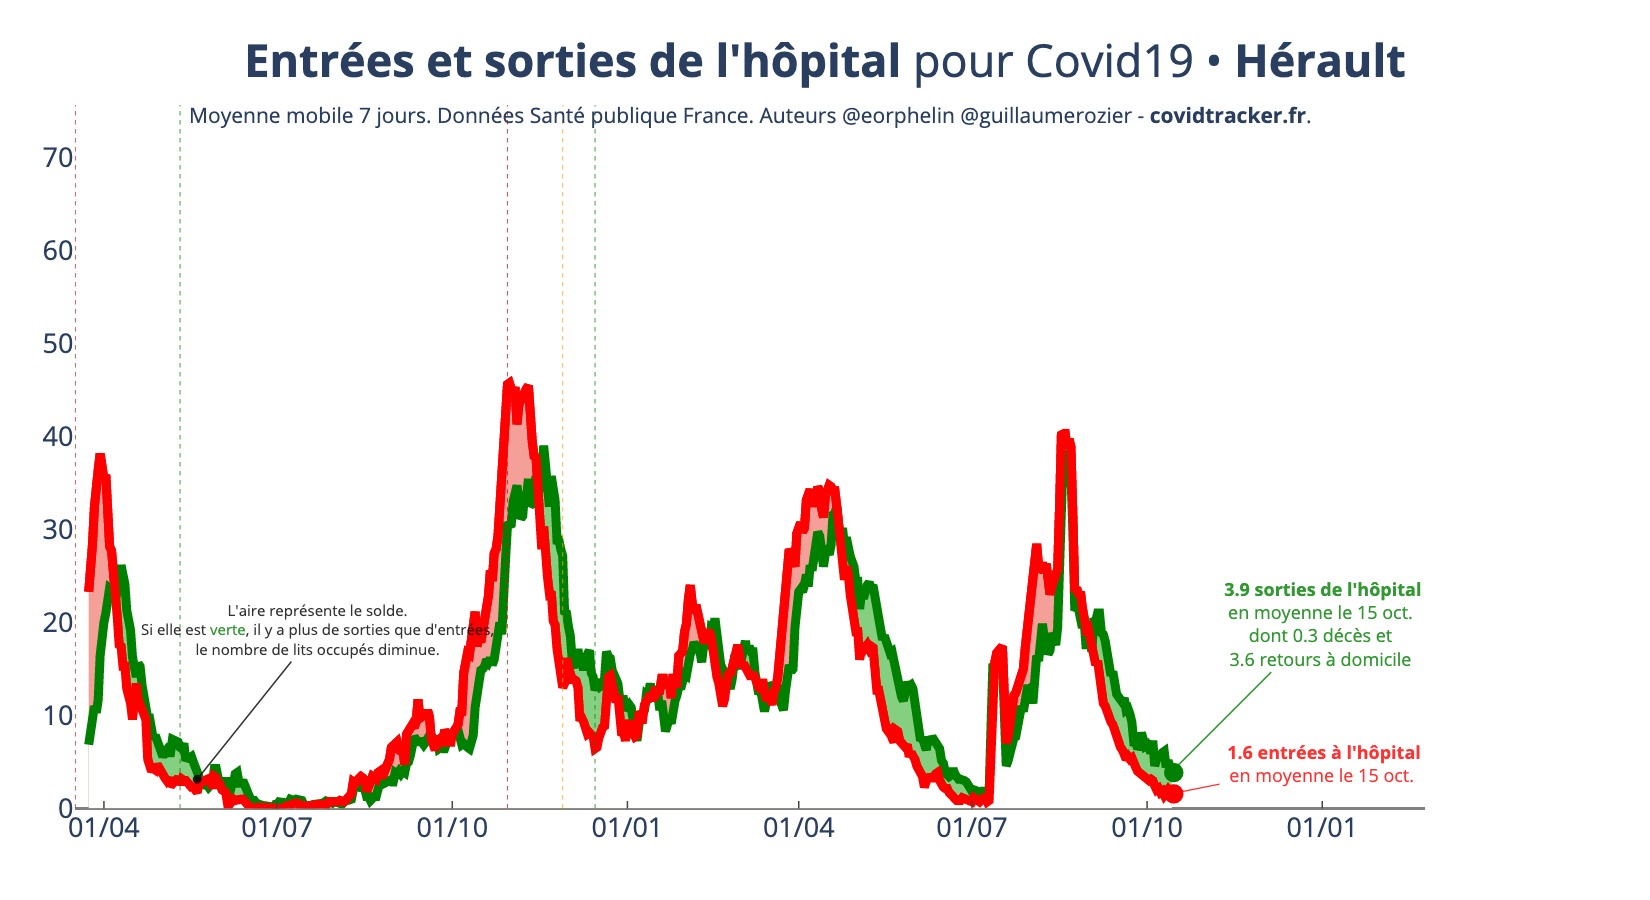 Entrées et sorties de l'hôpital pour Covid19 • Hérault
Moyenne mobile 7 jours. Données Santé publique France. Auteurs @eorphelin @guillaumerozier - covidtracker.fr.
70
60
50
40
30
20
10
0
L'aire représente le solde.
Si elle est verte, il y a plus de sorties que d'entrées,
le nombre de lits occupés diminue.
3.9 sorties de l'hôpital
en moyenne le 15 oct.
dont 0.3 décès et
3.6 retours à domicile
1.6 entrées à l'hôpital
en moyenne le 15 oct.
01/04 01/07 01/10 01/01 01/04 01/07 01/10 01/01